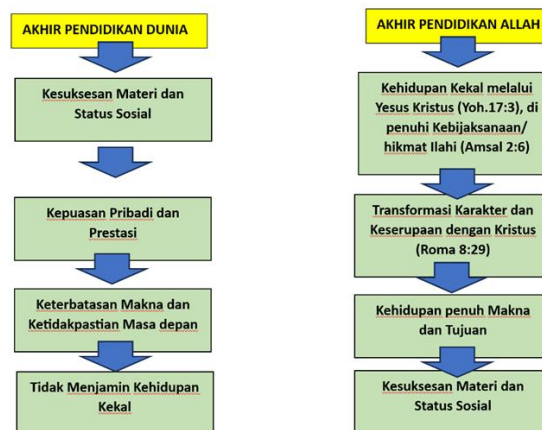 AKHIR PENDIDIKAN DUNIA
Kesuksesan Materi dan
Status Sosial
Kepuasan Pribadi dan
Prestasi
Keterbatasan Makna dan
Ketidakpastian Masa depan
Tidak Menjamin Kehidupan
Kekal
AKHIR PENDIDIKAN ALLAH
Kehidupan Kekal melalui
Yesus Kristus (Yoh.17:3), di
penuhi Kebijaksanaan/
hikmat Ilahi (Amsal 2:6)
Transformasi Karakter dan
Keserupaan dengan Kristus
(Roma 8:29)
Kehidupan penuh Makna
dan Tujuan
Kesuksesan Materi dan
Status Sosial